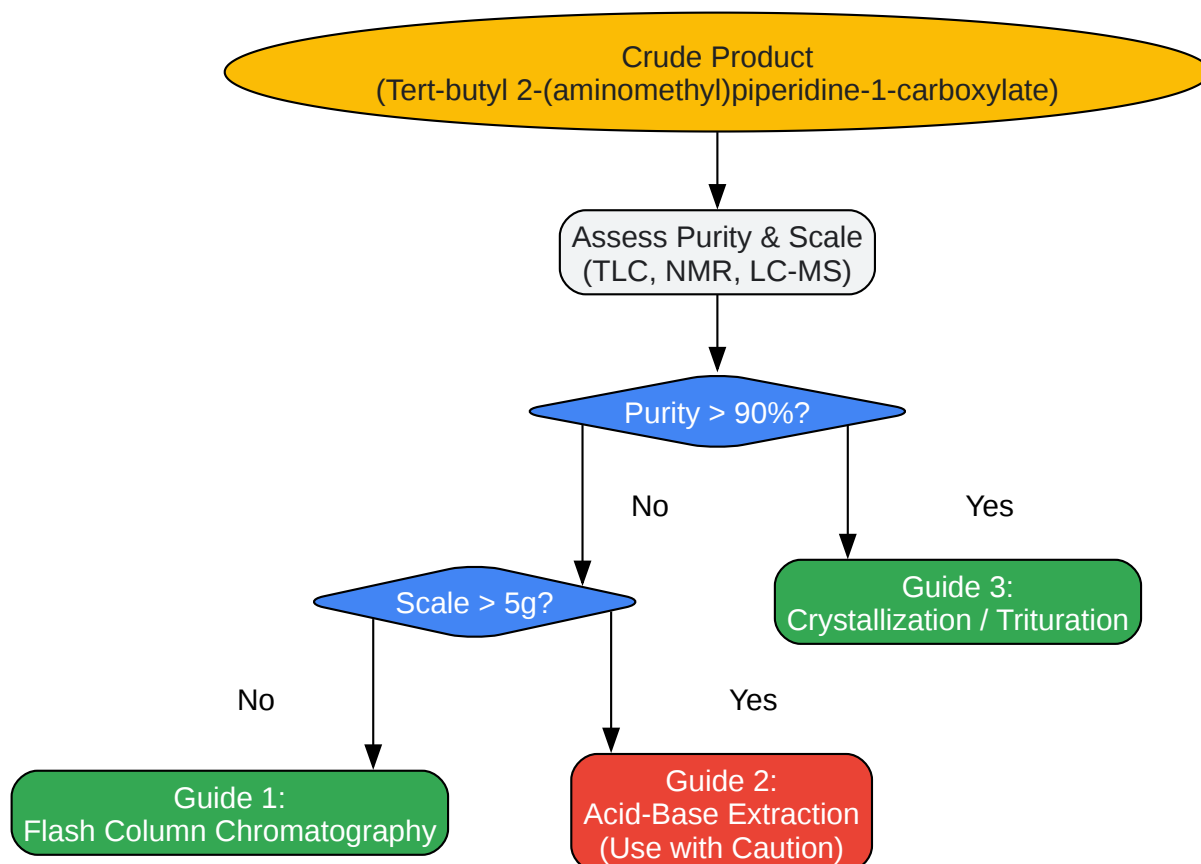 Crude Product
(Tert-butyl 2-(aminomethyl)piperidine-1-carboxylate)
Assess Purity & Scale
(TLC, NMR, LC-MS)
Purity > 90%?
No
Yes
Scale > 5g?
Guide 3:
Crystallization / Trituration
No
Yes
Guide 1:
Flash Column Chromatography
Guide 2:
Acid-Base Extraction
(Use with Caution)